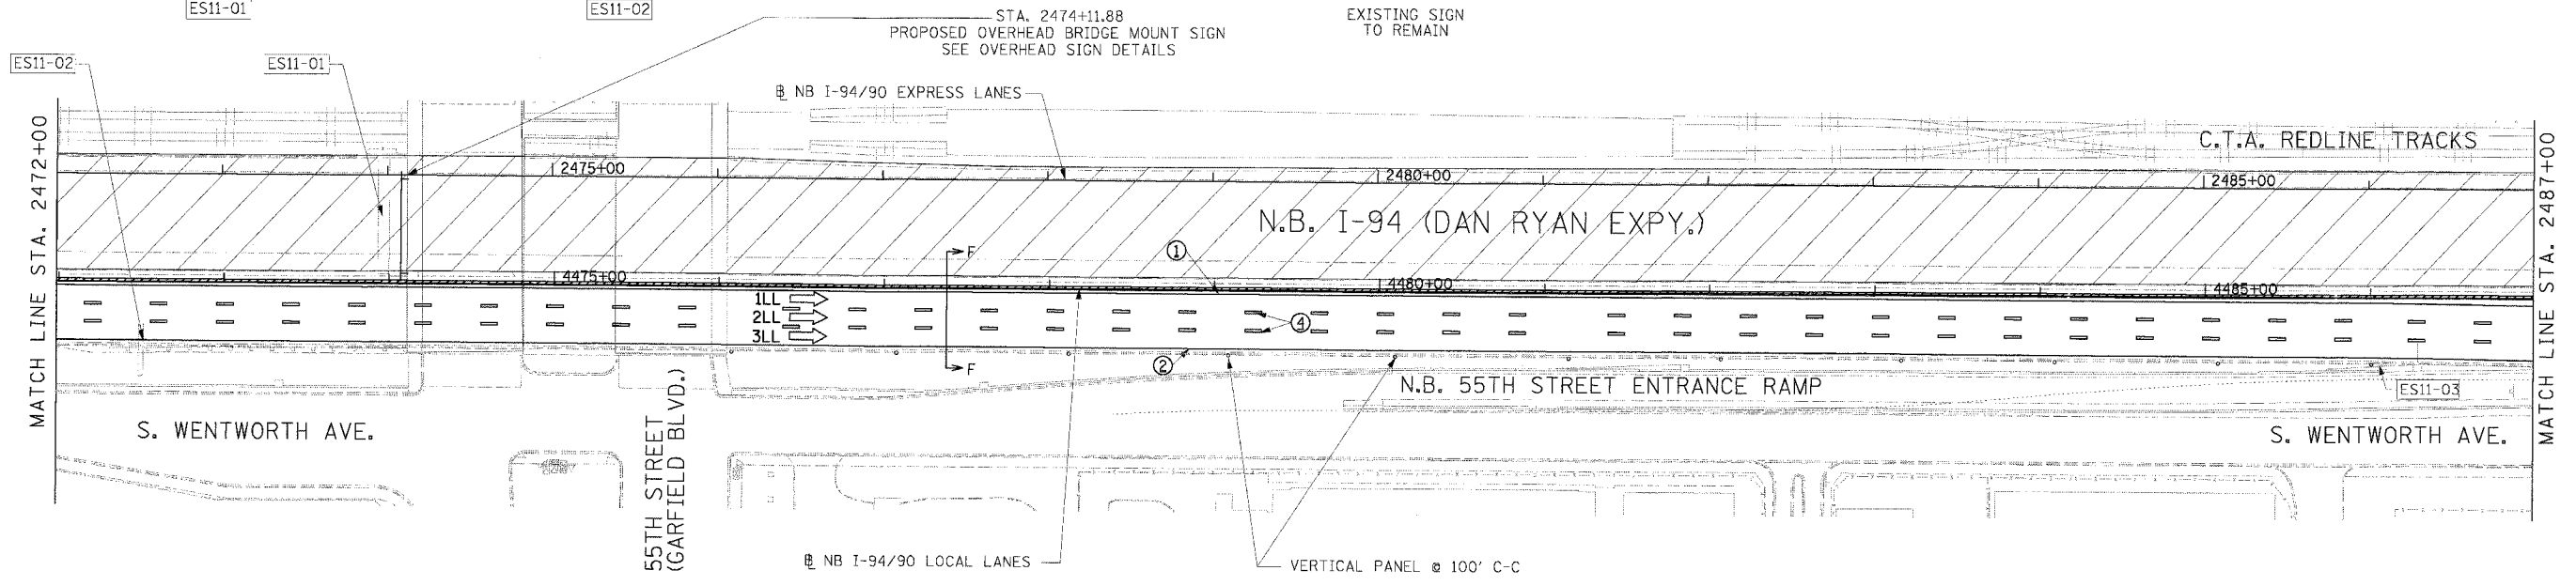 ES11-01
ES11-02
STA. 2474+11.88
PROPOSED OVERHEAD BRIDGE MOUNT SIGN
SEE OVERHEAD SIGN DETAILS
EXISTING SIGN
TO REMAIN
ES11-02
ES11-01
℄ NB I-94/90 EXPRESS LANES
MATCH LINE STA. 2472+00
C.T.A. REDLINE TRACKS
MATCH LINE STA. 2487+00
2475+00
2480+00
2485+00
N.B. I-94 (DAN RYAN EXPY.)
F
1
4475+00
4480+00
4485+00
1LL
2LL
3LL
4
F
2
N.B. 55TH STREET ENTRANCE RAMP
ES11-03
S. WENTWORTH AVE.
S. WENTWORTH AVE.
55TH STREET
(GARFIELD BLVD.)
℄ NB I-94/90 LOCAL LANES
VERTICAL PANEL @ 100' C-C